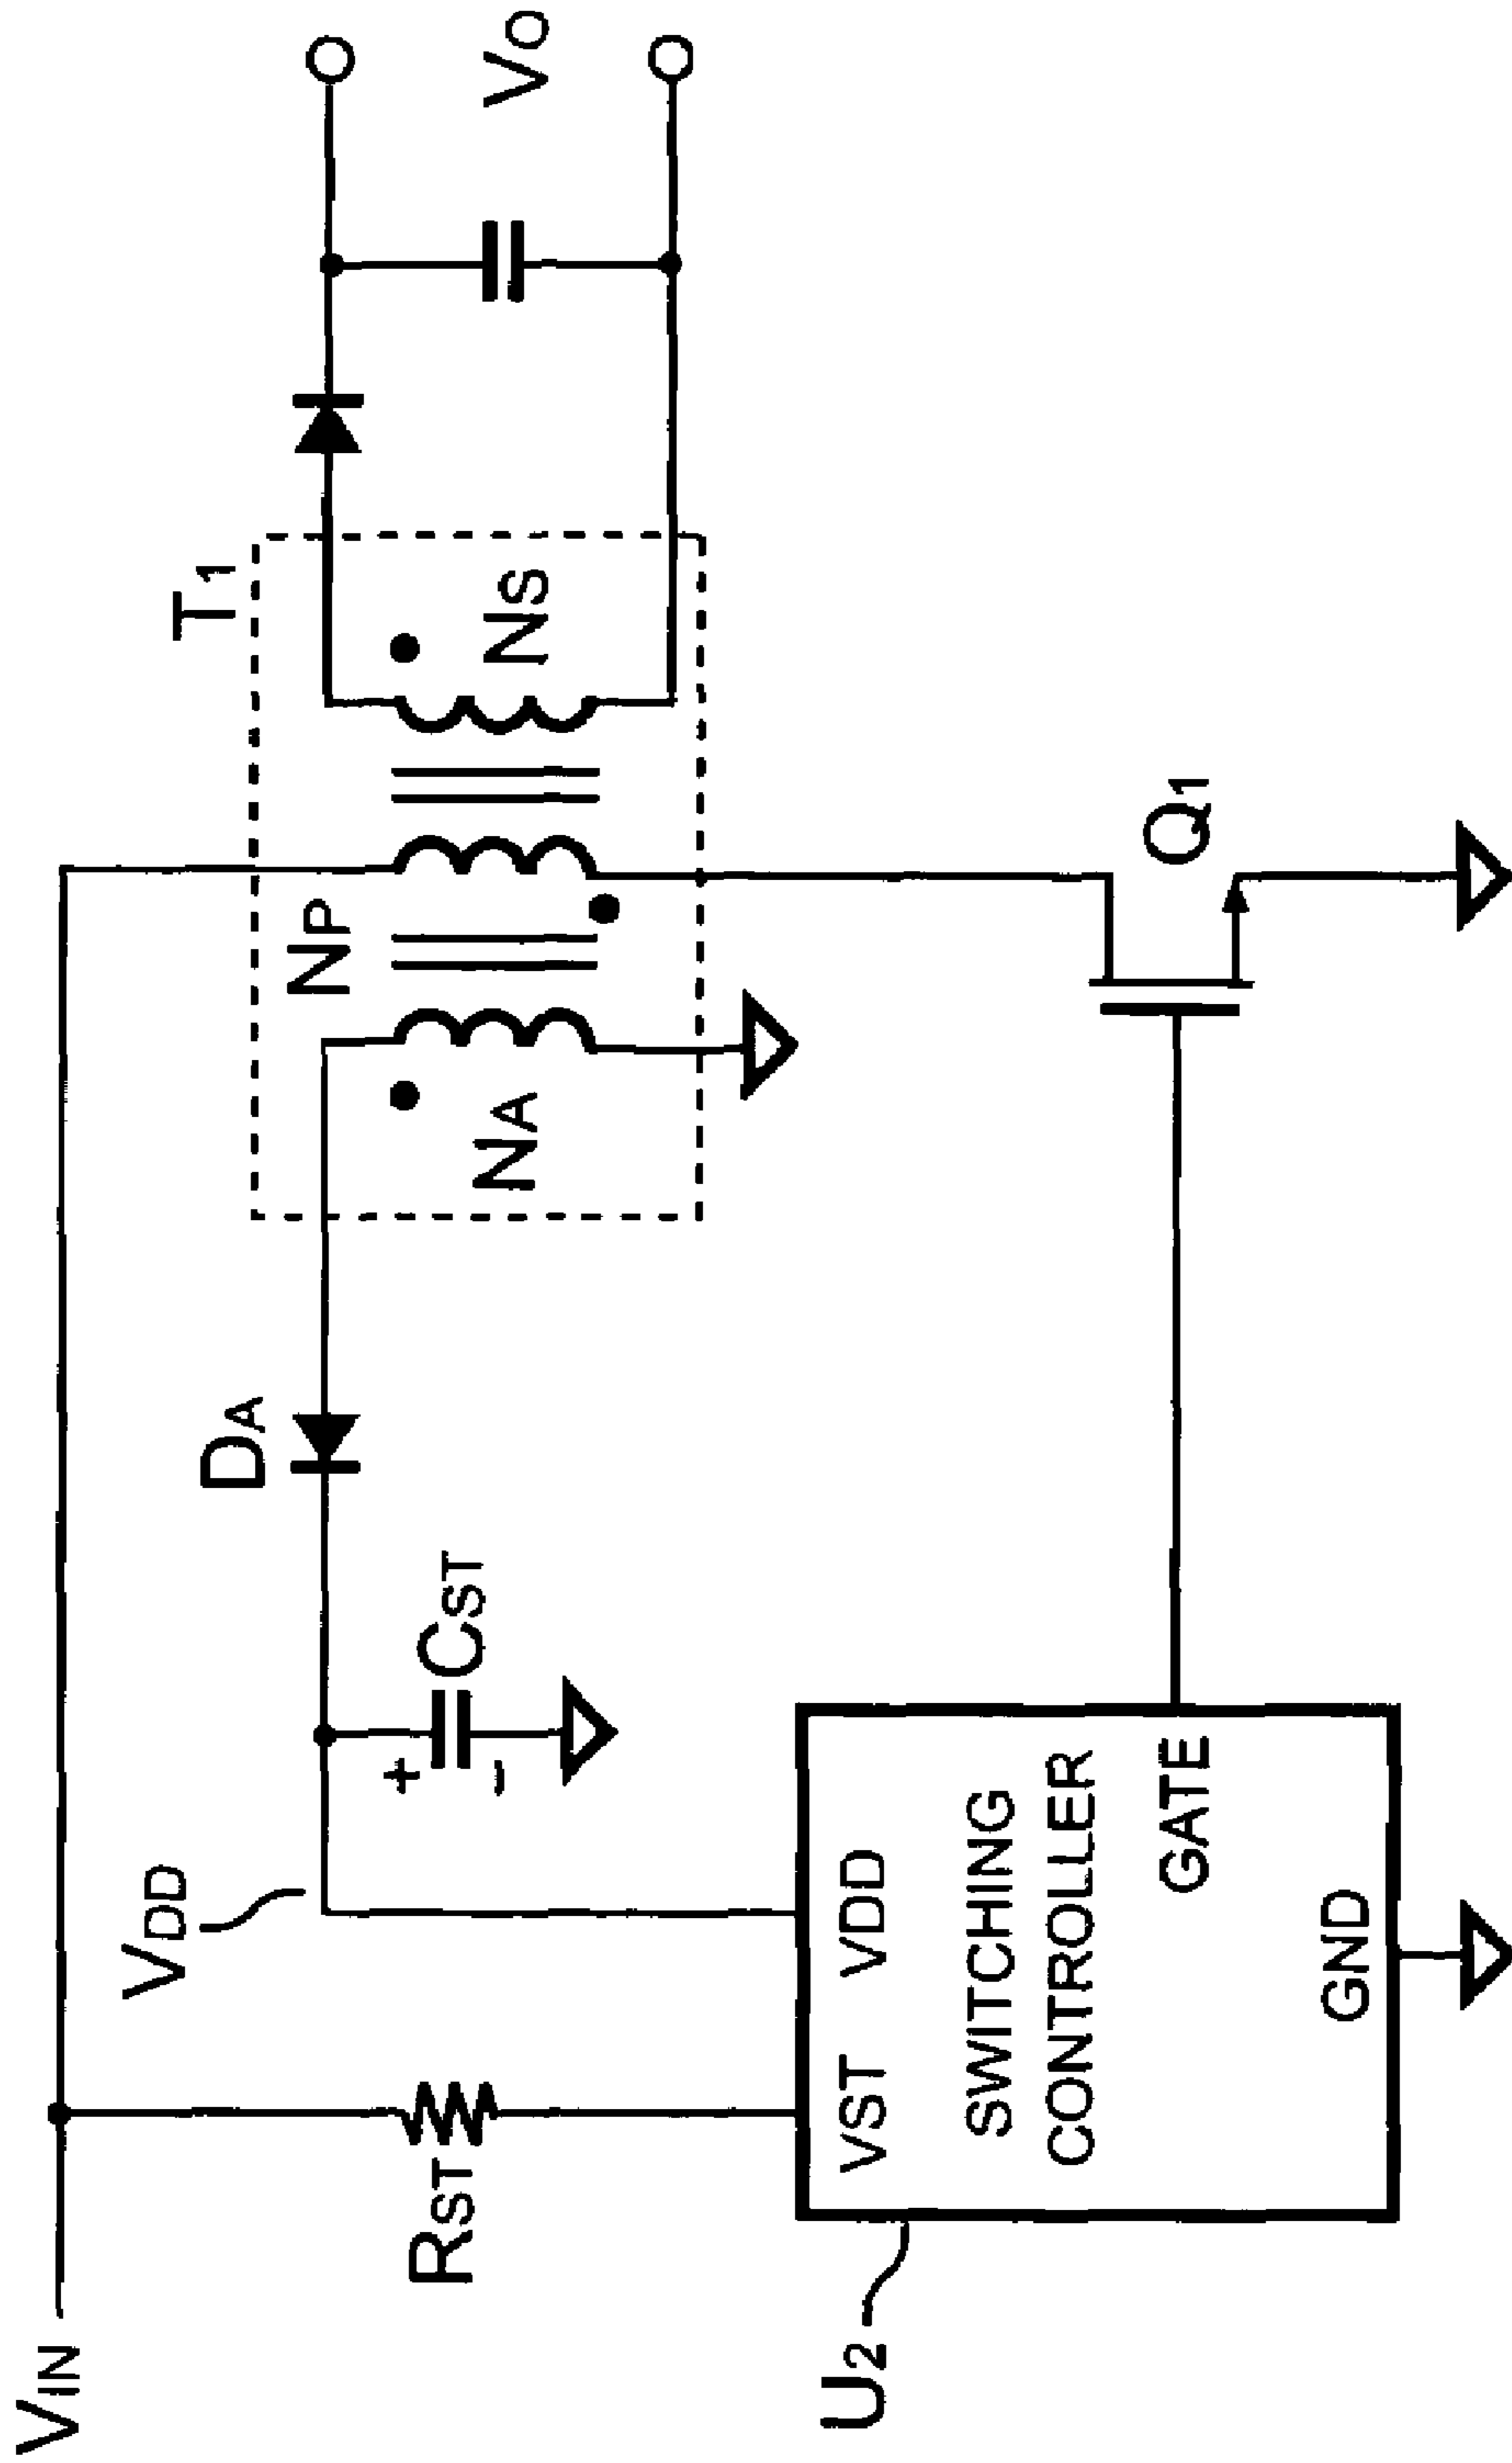 VIN
VDD
DA
T1
RST
CST
+
-
NP
NA
NS
VO
U2
VST VDD
SWITCHING
CONTROLLER
GATE
GND
Q1